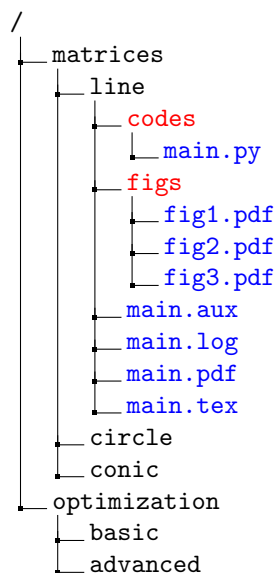 /
matrices
line
codes
main.py
figs
fig1.pdf
fig2.pdf
fig3.pdf
main.aux
main.log
main.pdf
main.tex
circle
conic
optimization
basic
advanced